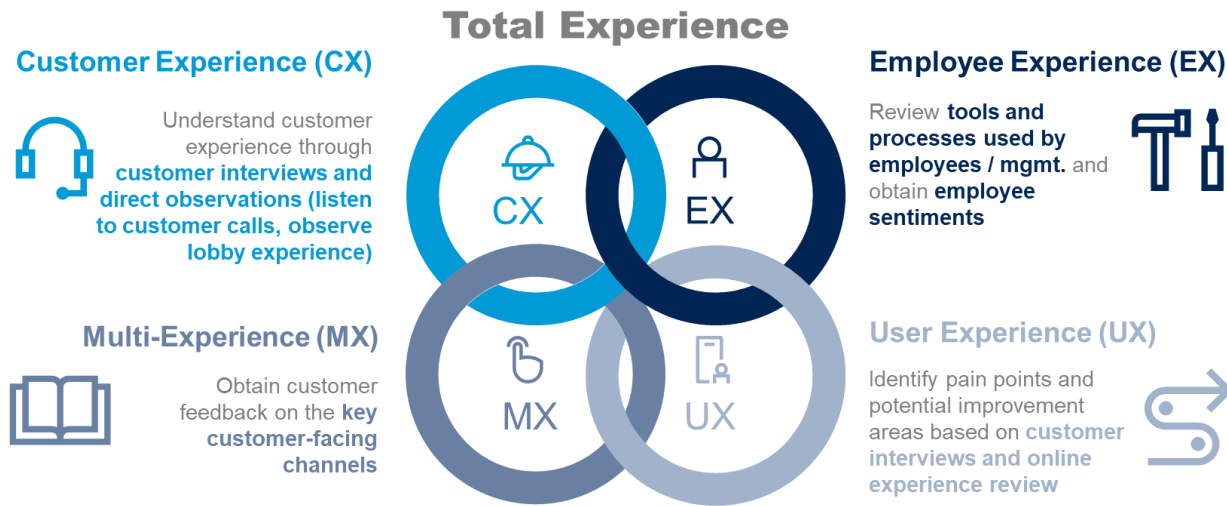 Total Experience
Customer Experience (CX)
Understand customer
experience through
customer interviews and
direct observations (listen
to customer calls, observe
lobby experience)
Employee Experience (EX)
Review tools and
processes used by
employees / mgmt. and
obtain employee
sentiments
CX
EX
Multi-Experience (MX)
Obtain customer
feedback on the key
customer-facing
channels
User Experience (UX)
Identify pain points and
potential improvement
areas based on customer
interviews and online
experience review
MX
UX